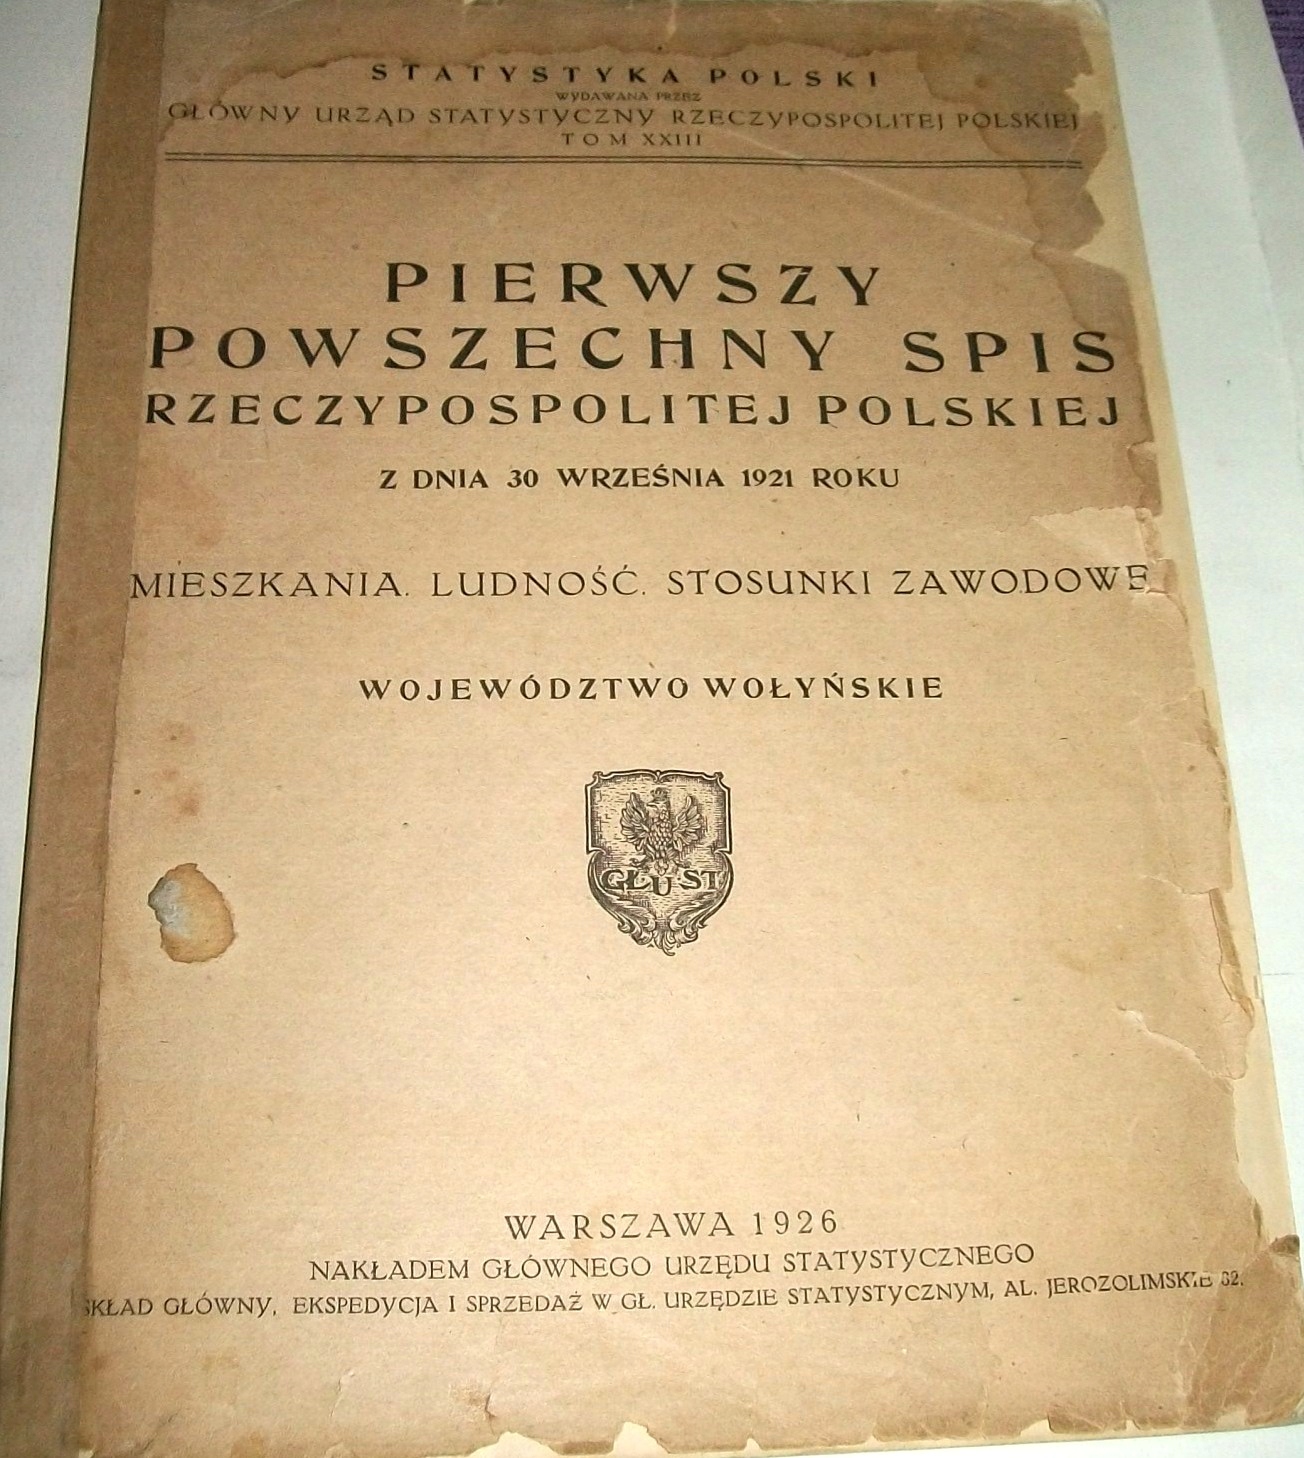 STATYSTYKA POLSKI
WYDAWANA PRZEZ
GŁÓWNY URZĄD STATYSTYCZNY RZECZYPOSPOLITEJ POLSKIEJ
TOM XXIII
PIERWSZY
POWSZECHNY SPIS
RZECZYPOSPOLITEJ POLSKIEJ
Z DNIA 30 WRZEŚNIA 1921 ROKU
MIESZKANIA. LUDNOŚĆ. STOSUNKI ZAWODOWE
WOJEWÓDZTWO WOŁYŃSKIE
GŁ U ST
WARSZAWA 1926
NAKŁADEM GŁÓWNEGO URZĘDU STATYSTYCZNEGO
SKŁAD GŁÓWNY, EKSPEDYCJA I SPRZEDAŻ W GŁ. URZĘDZIE STATYSTYCZNYM, AL. JEROZOLIMSKIE 32.